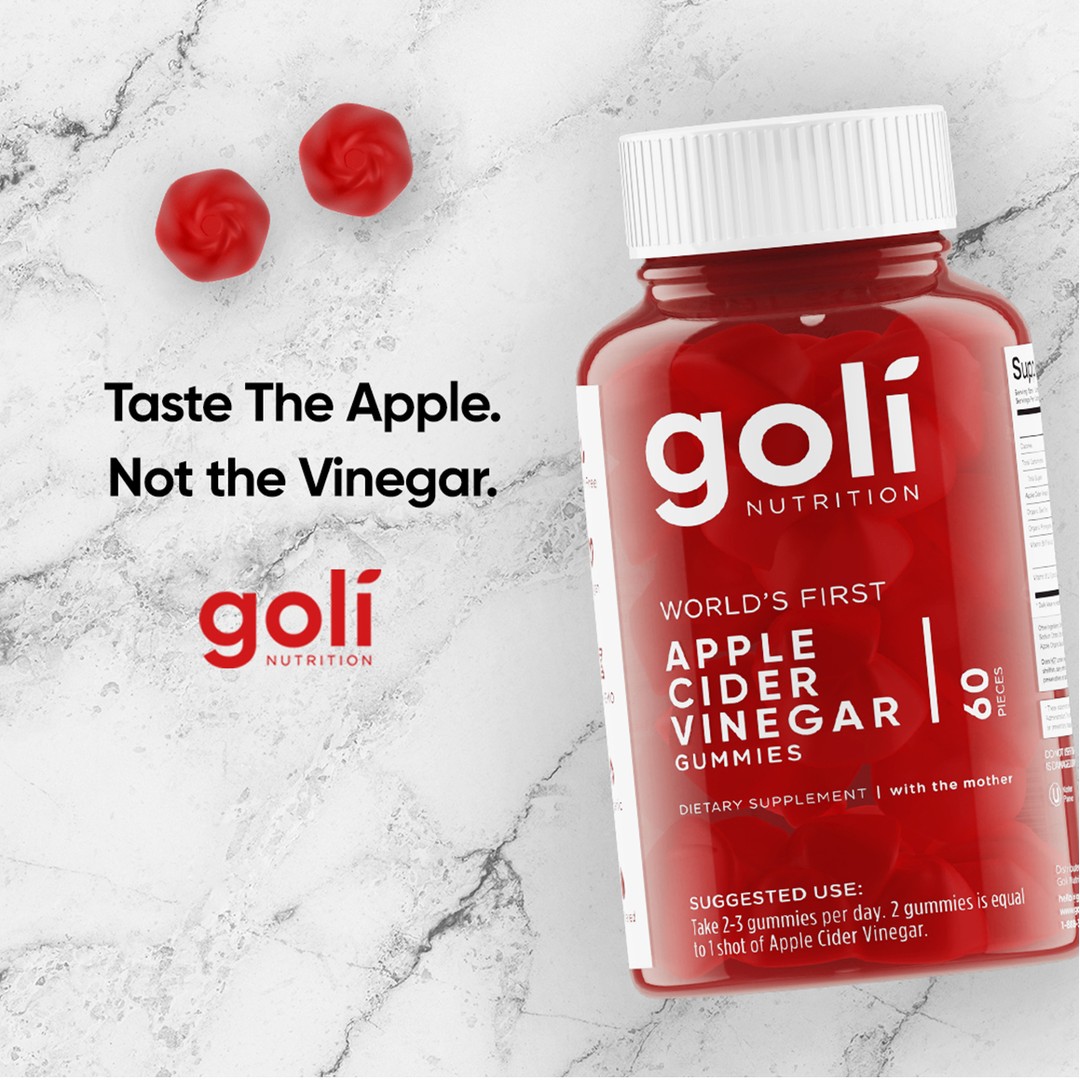 Taste The Apple.
Not the Vinegar.
goli
NUTRITION
goli
NUTRITION
WORLD'S FIRST
APPLE
CIDER
VINEGAR
GUMMIES
60
PIECES
DIETARY SUPPLEMENT | with the mother
SUGGESTED USE:
Take 2-3 gummies per day. 2 gummies is equal
to 1 shot of Apple Cider Vinegar.